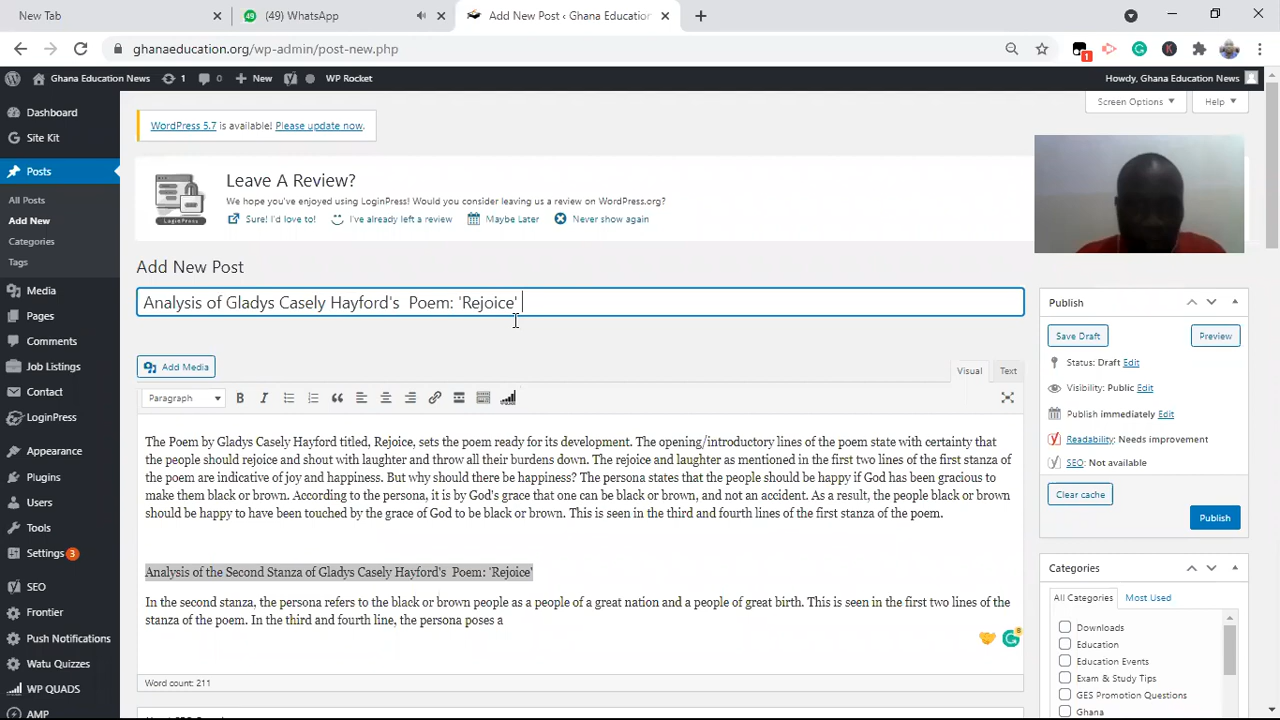 New Tab
(49) WhatsApp
Add New Post ‹ Ghana Education
ghanaeducation.org/wp-admin/post-new.php
1
Ghana Education News
1
0
New
WP Rocket
Howdy, Ghana Education News
Dashboard
Site Kit
Posts
All Posts
Add New
Categories
Tags
Media
Pages
Comments
Job Listings
Contact
LoginPress
Appearance
Plugins
Users
Tools
Settings 3
SEO
Frontier
Push Notifications
Watu Quizzes
WP QUADS
AMP
Screen Options
Help
WordPress 5.7 is available! Please update now.
LoginPress
Leave A Review?
We hope you've enjoyed using LoginPress! Would you consider leaving us a review on WordPress.org?
Sure! I'd love to!
I've already left a review
Maybe Later
Never show again
Add New Post
Analysis of Gladys Casely Hayford's  Poem: 'Rejoice'
Add Media
Visual
Text
Paragraph
B
I
The Poem by Gladys Casely Hayford titled, Rejoice, sets the poem ready for its development. The opening/introductory lines of the poem state with certainty that
the people should rejoice and shout with laughter and throw all their burdens down. The rejoice and laughter as mentioned in the first two lines of the first stanza of
the poem are indicative of joy and happiness. But why should there be happiness? The persona states that the people should be happy if God has been gracious to
make them black or brown. According to the persona, it is by God's grace that one can be black or brown, and not an accident. As a result, the people black or brown
should be happy to have been touched by the grace of God to be black or brown. This is seen in the third and fourth lines of the first stanza of the poem.
Analysis of the Second Stanza of Gladys Casely Hayford's  Poem: 'Rejoice'
In the second stanza, the persona refers to the black or brown people as a people of a great nation and a people of great birth. This is seen in the first two lines of the
stanza of the poem. In the third and fourth line, the persona poses a
Word count: 211
Publish
Save Draft
Preview
Status: Draft Edit
Visibility: Public Edit
Publish immediately Edit
Readability: Needs improvement
SEO: Not available
Clear cache
Publish
Categories
All Categories
Most Used
Downloads
Education
Education Events
Exam & Study Tips
GES Promotion Questions
Ghana